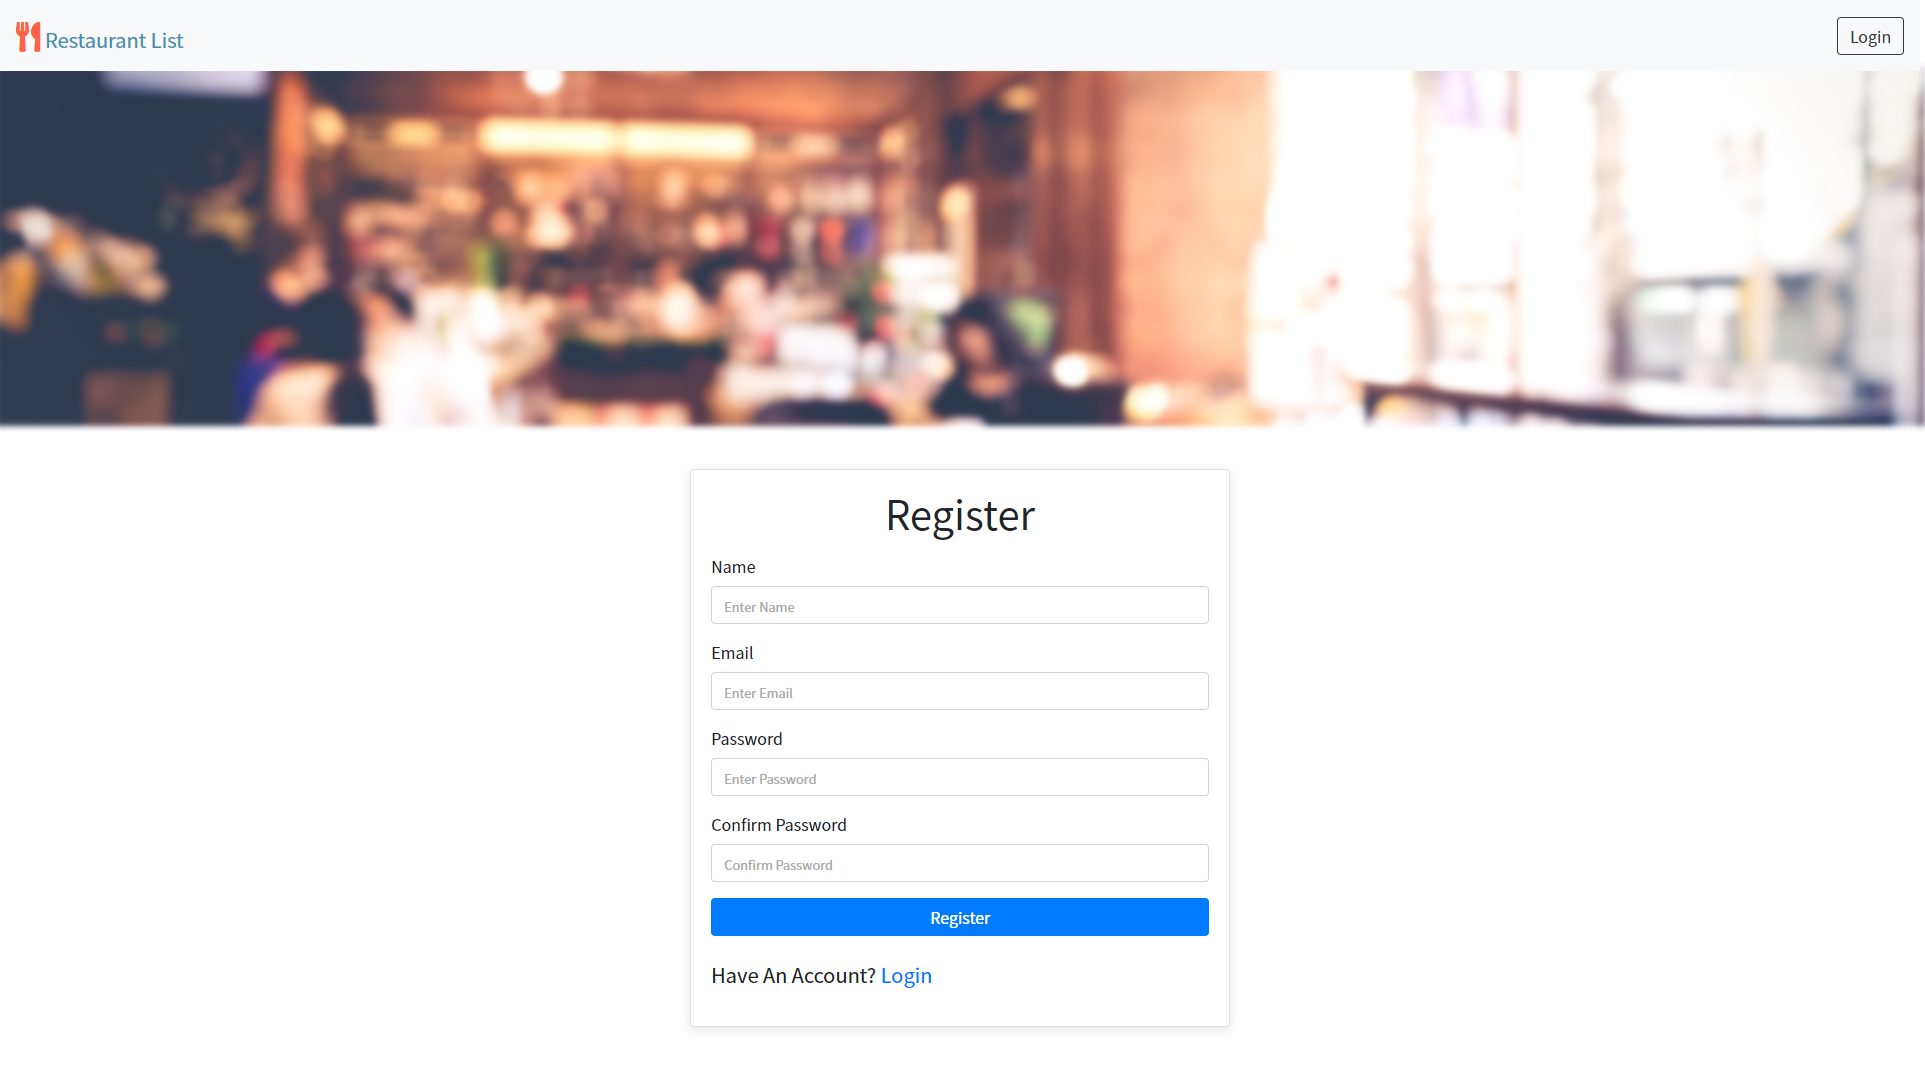 Restaurant List
Login
Register
Name
Enter Name
Email
Enter Email
Password
Enter Password
Confirm Password
Confirm Password
Register
Have An Account? Login